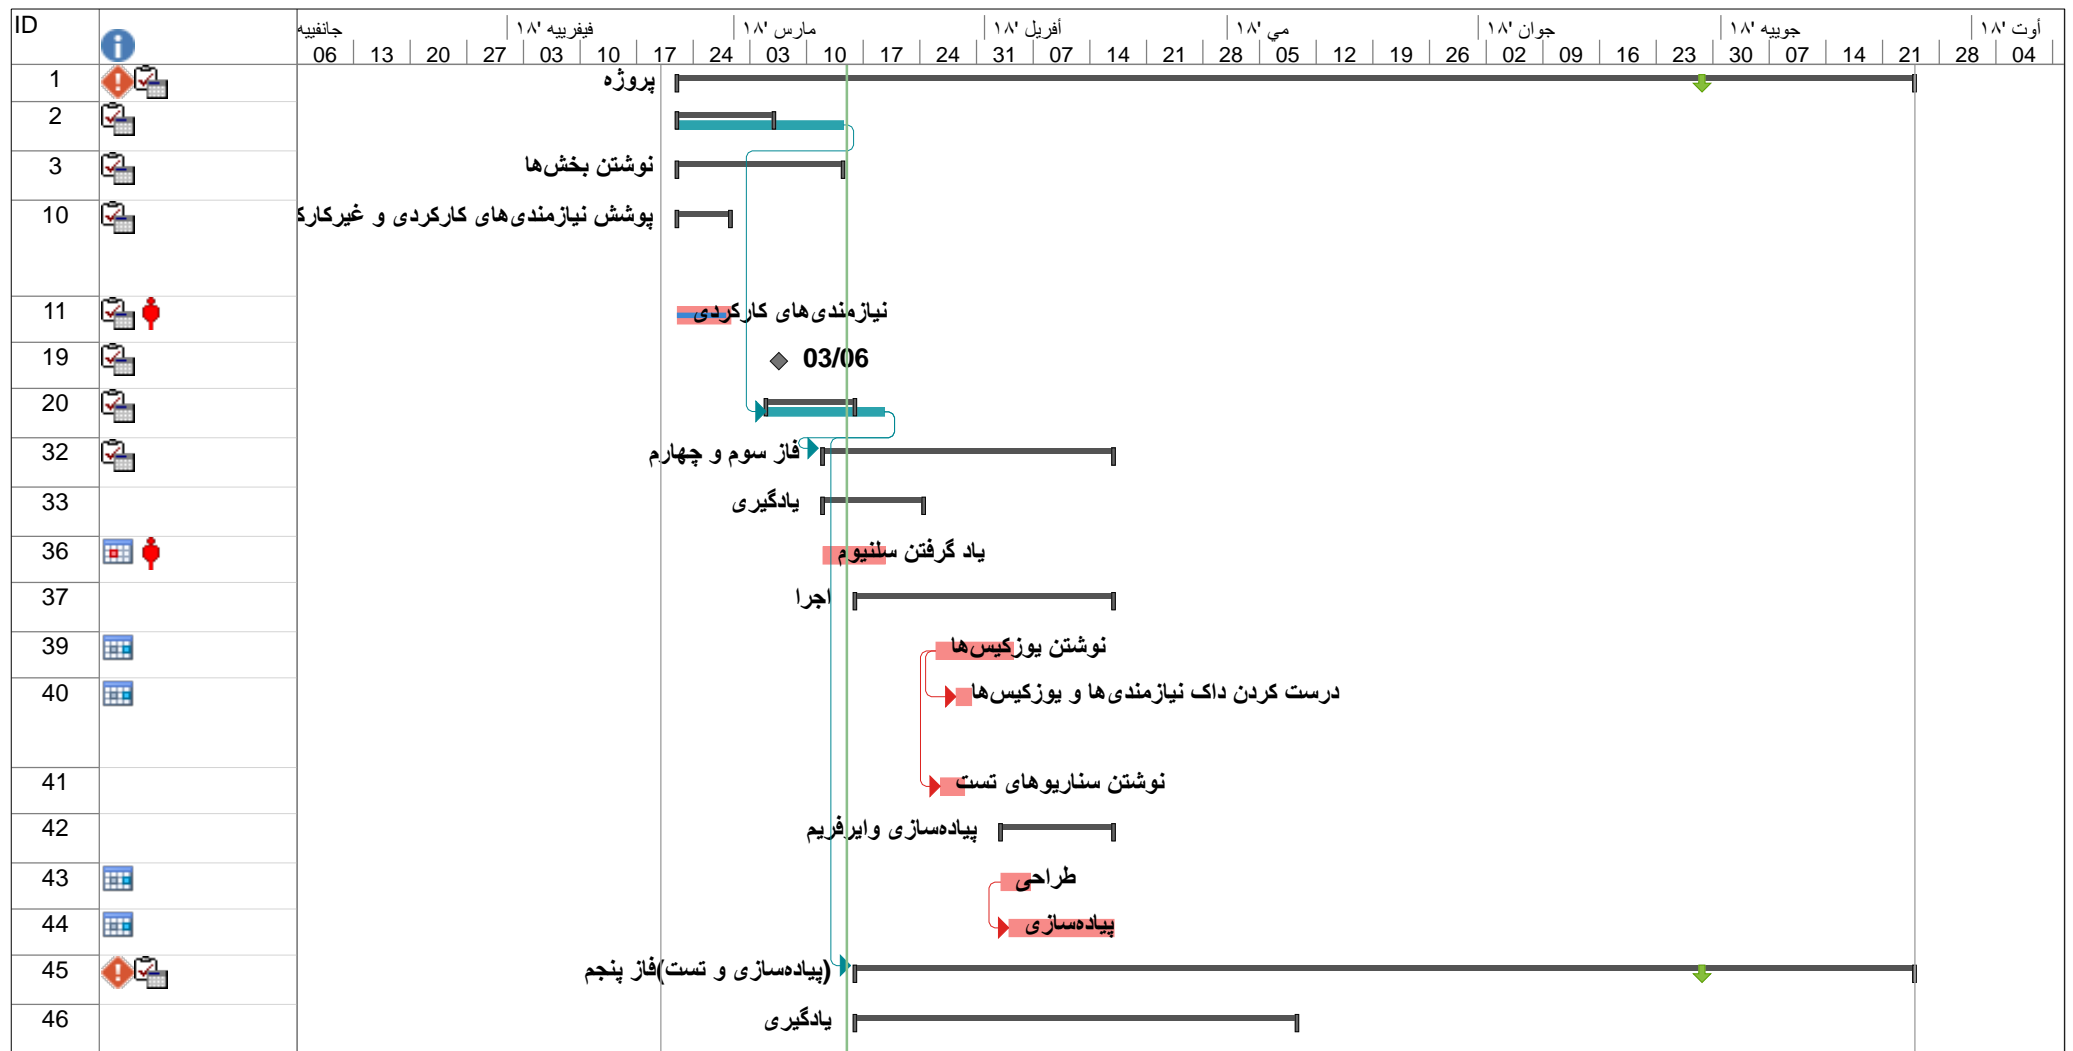 ID
جانفييه
فيفرييه '١٨
مارس '١٨
أفريل '١٨
مي '١٨
جوان '١٨
جوييه '١٨
أوت '١٨
06 13 20 27 03 10 17 24 03 10 17 24 31 07 14 21 28 05 12 19 26 02 09 16 23 30 07 14 21 28 04
1 پروژه
2
3 نوشتن بخش‌ها
10 پوشش نیازمندی‌های کارکردی و غیرکارک
11 نیازمندی‌های کارکردی
19 03/06
20
32 فاز سوم و چهارم
33 یادگیری
36 یاد گرفتن سلنیوم
37 اجرا
39 نوشتن یوزکیس‌ها
40 درست کردن داک نیازمندی‌ها و یوزکیس‌ها
41 نوشتن سناریوهای تست
42 پیاده‌سازی وایرفریم
43 طراحی
44 پیاده‌سازی
45 فاز پنجم(پیاده‌سازی و تست)
46 یادگیری